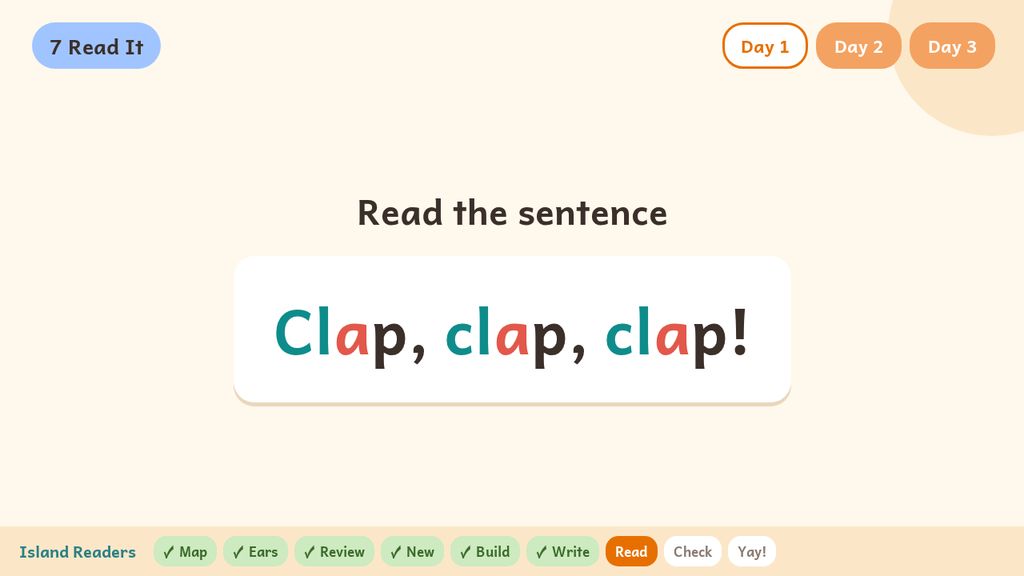 7 Read It
Day 1 Day 2 Day 3
Read the sentence
Clap, clap, clap!
Island Readers ✓ Map ✓ Ears ✓ Review ✓ New ✓ Build ✓ Write Read Check Yay!